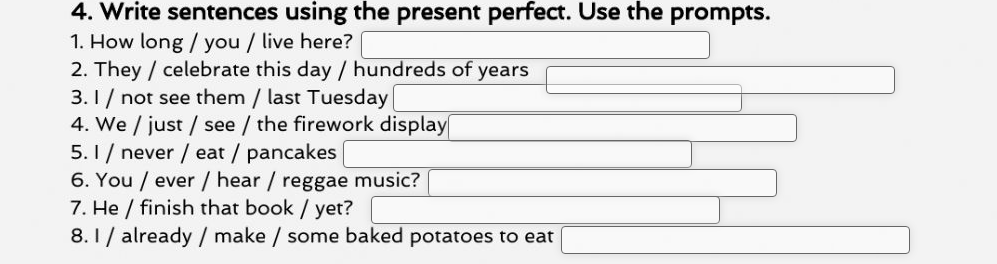 4. Write sentences using the present perfect. Use the prompts.
1. How long / you / live here?
2. They / celebrate this day / hundreds of years
3. I / not see them / last Tuesday
4. We / just / see / the firework display
5. I / never / eat / pancakes
6. You / ever / hear / reggae music?
7. He / finish that book / yet?
8. I / already / make / some baked potatoes to eat